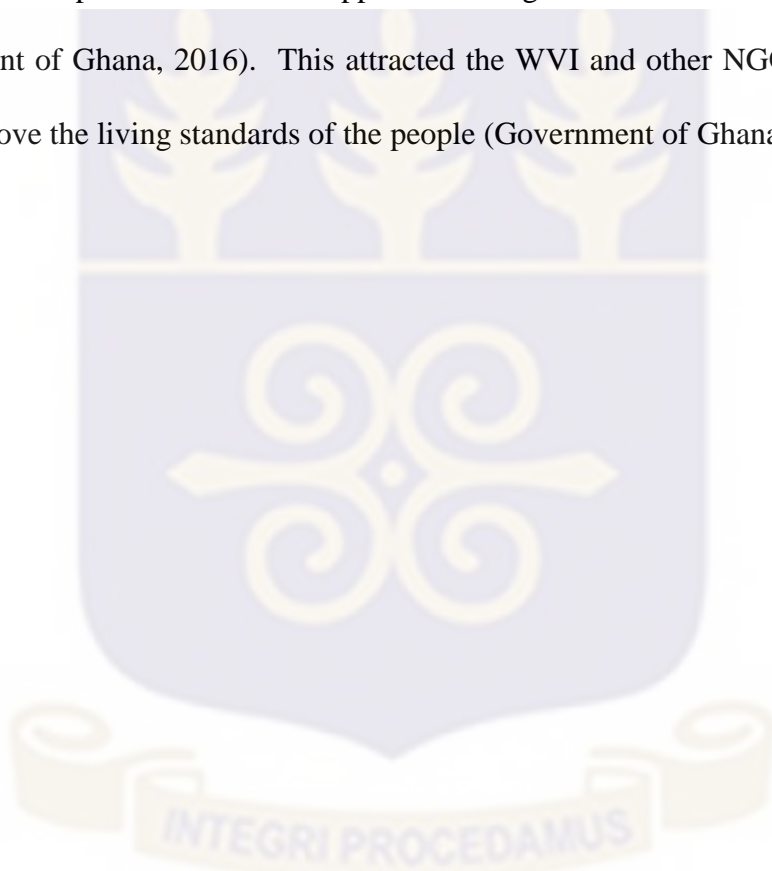 nt of Ghana, 2016). This attracted the WVI and other NGO
ove the living standards of the people (Government of Ghana
INTEGRI PROCEDAMUS